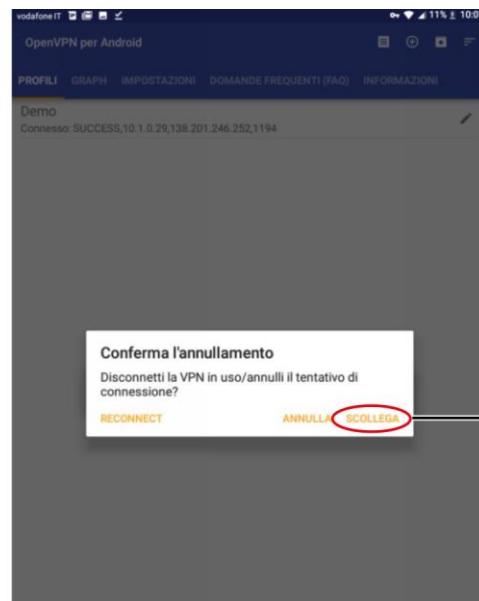 vodafone IT 11% 10:0
OpenVPN per Android
PROFILI GRAPH IMPOSTAZIONI DOMANDE FREQUENTI (FAQ) INFORMAZIONI
Demo
Connesso: SUCCESS,10.1.0.29,138.201.246.252,1194
Conferma l'annullamento
Disconnetti la VPN in uso/annulli il tentativo di
connessione?
RECONNECT ANNULLA SCOLLEGA